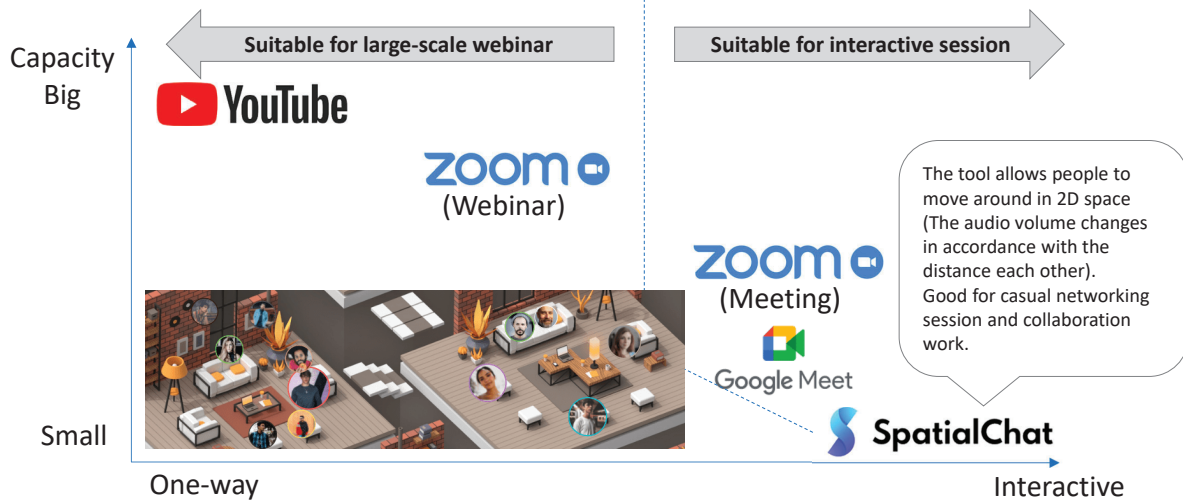 Suitable for large-scale webinar
Suitable for interactive session
Capacity
Big
YouTube
zoom
(Webinar)
The tool allows people to
move around in 2D space
(The audio volume changes
in accordance with the
distance each other).
Good for casual networking
session and collaboration
work.
zoom
(Meeting)
Google Meet
Small
SpatialChat
One-way
Interactive